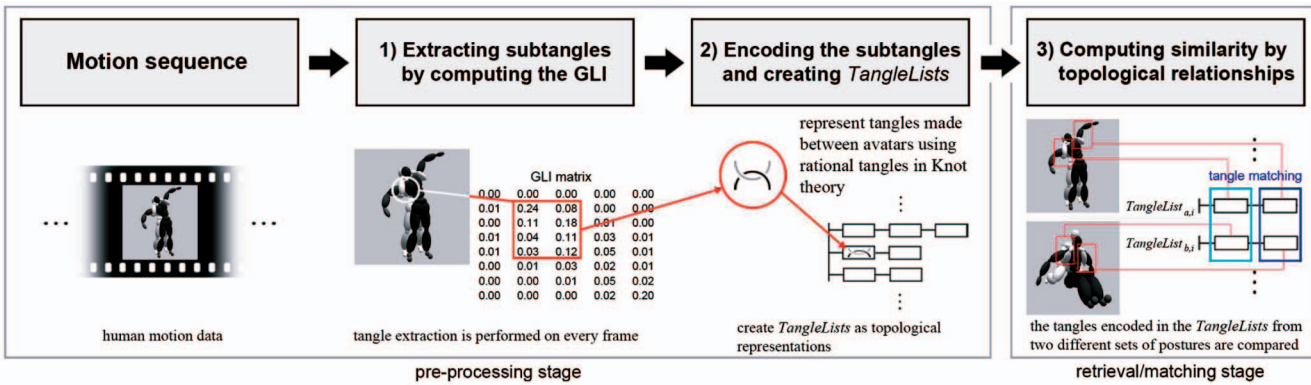 Motion sequence
1) Extracting subtangles
by computing the GLI
2) Encoding the subtangles
and creating TangleLists
3) Computing similarity by
topological relationships
...
...
human motion data
GLI matrix
0.00 0.00 0.00 0.00 0.00
0.01 0.24 0.08 0.00 0.00
0.00 0.11 0.18 0.01 0.00
0.01 0.04 0.11 0.03 0.01
0.01 0.03 0.12 0.05 0.01
0.00 0.01 0.03 0.02 0.01
0.00 0.00 0.01 0.05 0.02
0.00 0.00 0.00 0.02 0.20
tangle extraction is performed on every frame
represent tangles made
between avatars using
rational tangles in Knot
theory
create TangleLists as topological
representations
tangle matching
TangleList a,i
TangleList b,i
the tangles encoded in the TangleLists from
two different sets of postures are compared
pre-processing stage
retrieval/matching stage